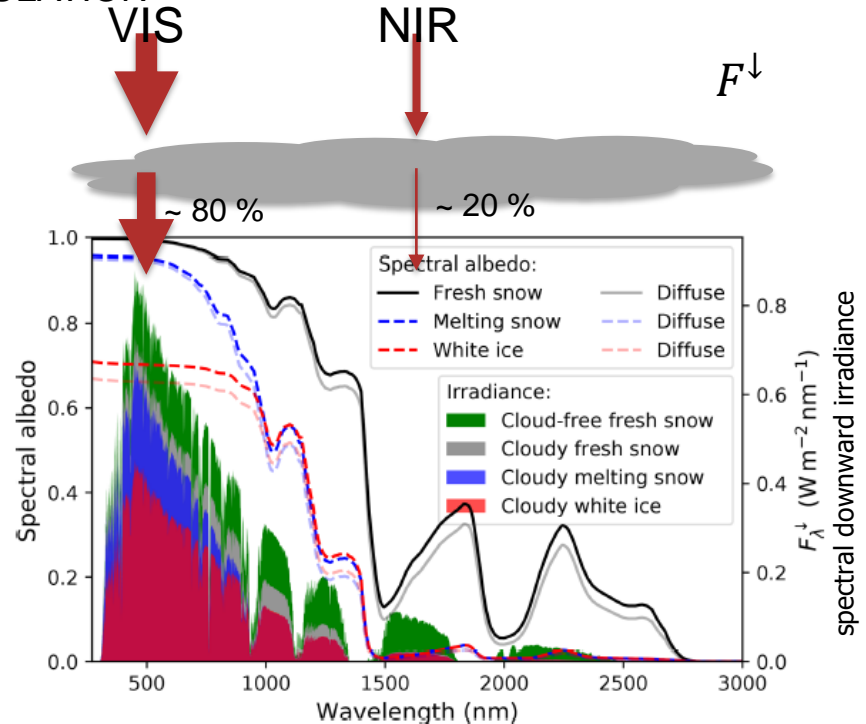 VIS NIR
F↓
~ 80 %
~ 20 %
Spectral albedo:
Fresh snow Diffuse
Melting snow Diffuse
White ice Diffuse
Irradiance:
Cloud-free fresh snow
Cloudy fresh snow
Cloudy melting snow
Cloudy white ice
1.0
0.8
0.6
0.4
0.2
0.0
Spectral albedo
0.8
0.6
0.4
0.2
0.0
F_λ↓ (W m⁻² nm⁻¹)
spectral downward irradiance
500 1000 1500 2000 2500 3000
Wavelength (nm)